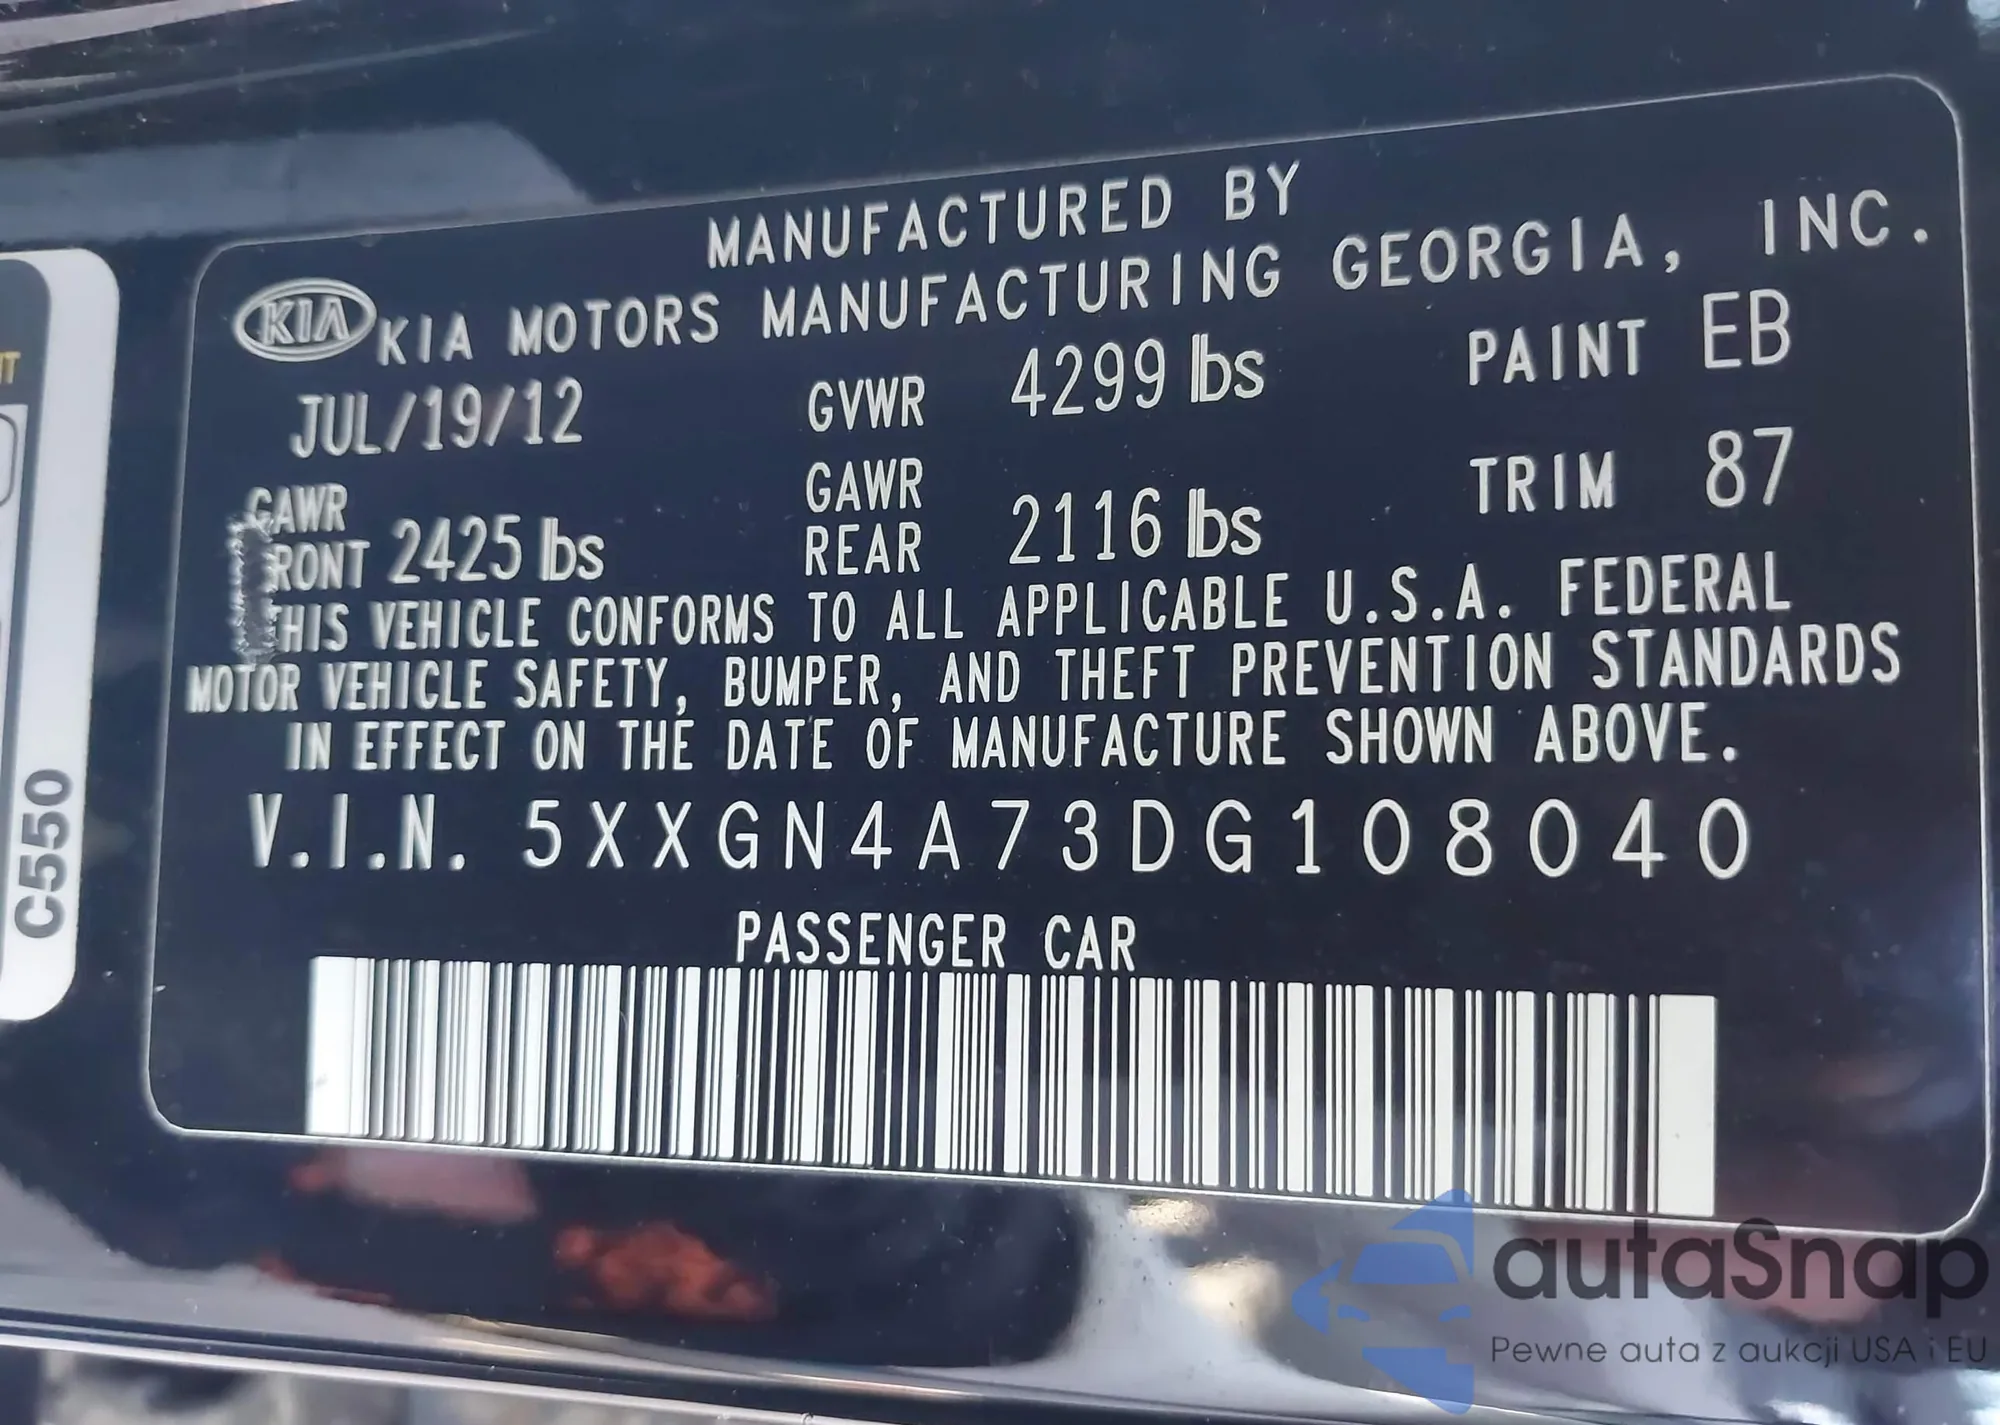 MANUFACTURED BY
KIA KIA MOTORS MANUFACTURING GEORGIA, INC.
JUL/19/12 GVWR 4299 lbs PAINT EB
GAWR FRONT 2425 lbs GAWR REAR 2116 lbs TRIM 87
THIS VEHICLE CONFORMS TO ALL APPLICABLE U.S.A. FEDERAL
MOTOR VEHICLE SAFETY, BUMPER, AND THEFT PREVENTION STANDARDS
IN EFFECT ON THE DATE OF MANUFACTURE SHOWN ABOVE.
V.I.N. 5XXGN4A73DG108040
PASSENGER CAR
C550
autaSnap
Pewne auta z aukcji USA i EU